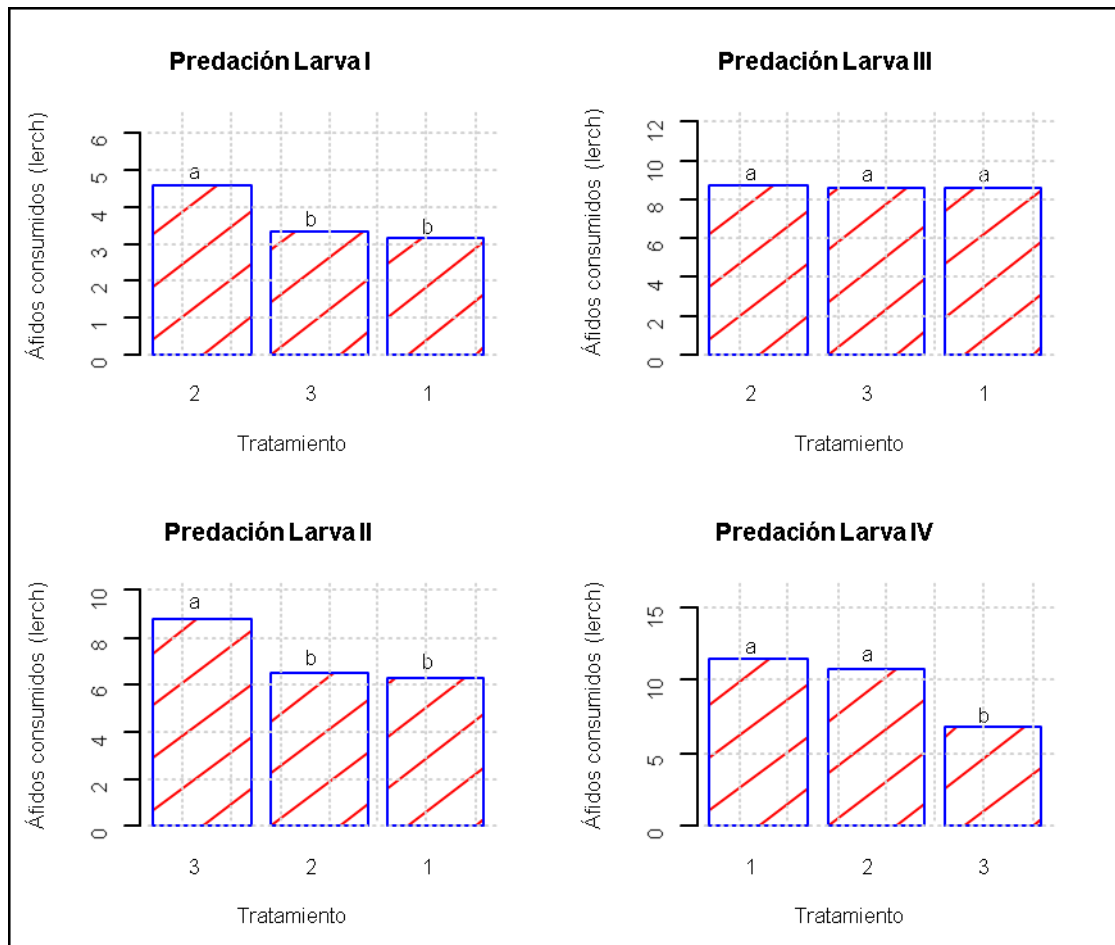 Predación Larva I
Áfidos consumidos (lerch)
6
5
4
3
2
1
0
a
b
b
2 3 1
Tratamiento
Predación Larva III
Áfidos consumidos (lerch)
12
10
8
6
4
2
0
a
a
a
2 3 1
Tratamiento
Predación Larva II
Áfidos consumidos (lerch)
10
8
6
4
2
0
a
b
b
3 2 1
Tratamiento
Predación Larva IV
Áfidos consumidos (lerch)
15
10
5
0
a
a
b
1 2 3
Tratamiento